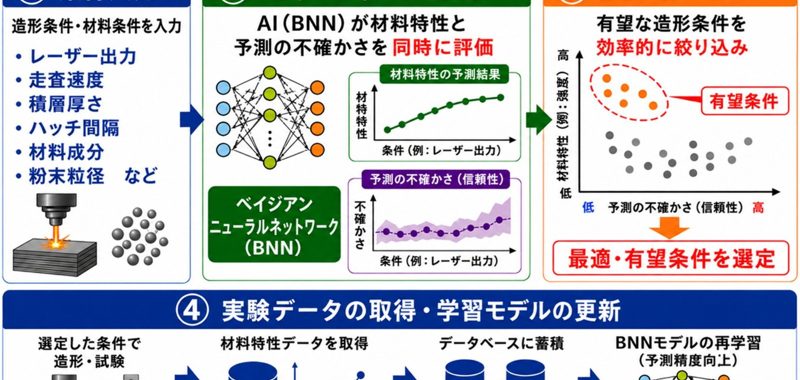 造形条件・材料条件を入力
・レーザー出力
・走査速度
・積層厚さ
・ハッチ間隔
・材料成分
・粉末粒径 など
AI(BNN)が材料特性と
予測の不確かさを同時に評価
材料特性の予測結果
材料特性
条件(例:レーザー出力)
ベイジアン
ニューラルネットワーク
(BNN)
予測の不確かさ(信頼性)
不確かさ
条件(例:レーザー出力)
有望な造形条件を
効率的に絞り込み
高
材料特性(例:強度)
低
有望条件
低 予測の不確かさ(信頼性) 高
最適・有望条件を選定
④ 実験データの取得・学習モデルの更新
選定した条件で
造形・試験
材料特性データを取得
データベースに蓄積
BNNモデルの再学習
(予測精度向上)